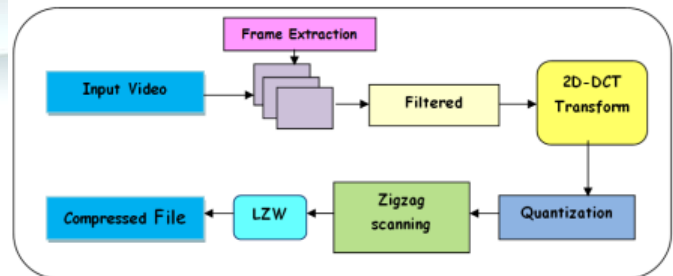 Frame Extraction
Input Video
Filtered
2D-DCT
Transform
Quantization
Zigzag
scanning
LZW
Compressed File